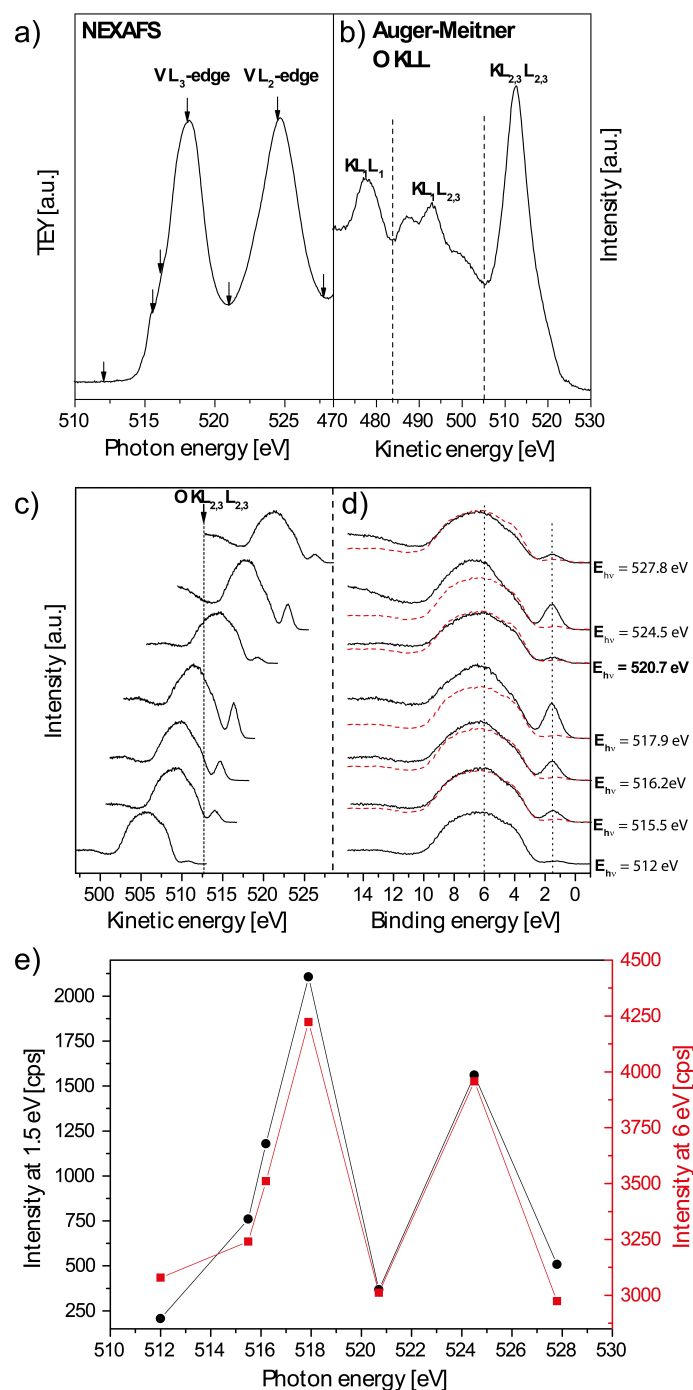 a)
NEXAFS
V L3-edge
V L2-edge
TEY [a.u.]
510 515 520 525
Photon energy [eV]
b)
Auger-Meitner
O KLL
KL2,3L2,3
KL1L1
KL1L2,3
Intensity [a.u.]
470 480 490 500 510 520 530
Kinetic energy [eV]
c)
O KL2,3L2,3
Intensity [a.u.]
500 505 510 515 520 525
Kinetic energy [eV]
d)
Ehν = 527.8 eV
Ehν = 524.5 eV
Ehν = 520.7 eV
Ehν = 517.9 eV
Ehν = 516.2eV
Ehν = 515.5 eV
Ehν = 512 eV
14 12 10 8 6 4 2 0
Binding energy [eV]
e)
Intensity at 1.5 eV [cps]
2000
1750
1500
1250
1000
750
500
250
4500
4250
4000
3750
3500
3250
3000
Intensity at 6 eV [cps]
510 512 514 516 518 520 522 524 526 528 530
Photon energy [eV]